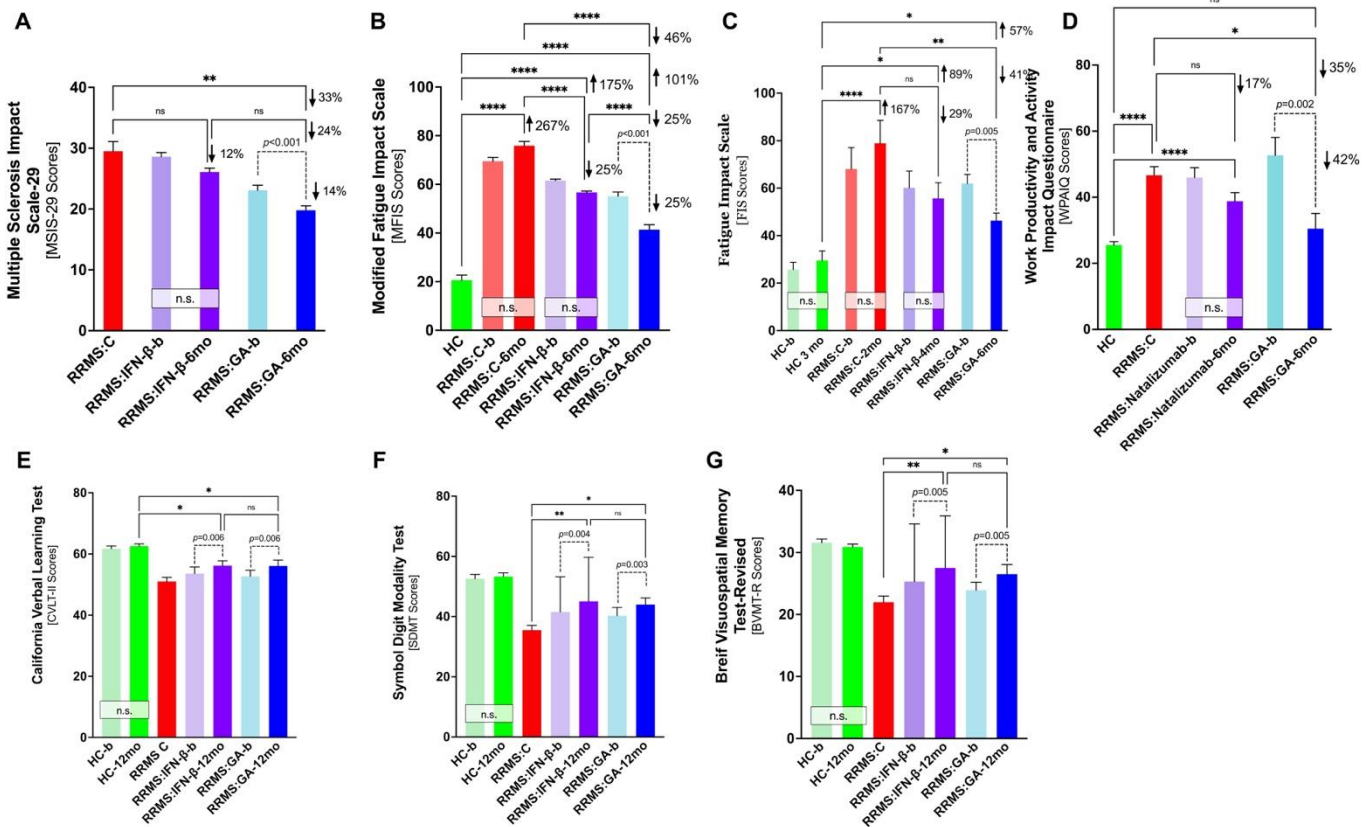 A
Multiple Sclerosis Impact
Scale-29
[MSIS-29 Scores]
40
30
20
10
0
**
ns
ns
↓33%
↓24%
↓12%
p<0.001
↓14%
n.s.
RRMS:C
RRMS:IFN-β-b
RRMS:IFN-β-6mo
RRMS:GA-b
RRMS:GA-6mo
B
Modified Fatigue Impact Scale
[MFIS Scores]
100
80
60
40
20
0
****
↓46%
****
↑101%
****
↑175%
****
****
****
↑267%
↓25%
p<0.001
↓25%
↓25%
n.s.
n.s.
HC
RRMS:C-b
RRMS:C-6mo
RRMS:IFN-β-b
RRMS:IFN-β-6mo
RRMS:GA-b
RRMS:GA-6mo
C
Fatigue Impact Scale
[FIS Scores]
100
80
60
40
20
0
*
↑57%
**
↓41%
*
↑89%
****
↑167%
ns
↓29%
p=0.005
n.s.
n.s.
n.s.
HC-b
HC 3 mo
RRMS:C-b
RRMS:C-2mo
RRMS:IFN-β-b
RRMS:IFN-β-4mo
RRMS:GA-b
RRMS:GA-6mo
D
Work Productivity and Activity
Impact Questionnaire
[WPAIQ Scores]
80
60
40
20
0
ns
*
↓35%
ns
↓17%
****
****
p=0.002
↓42%
n.s.
HC
RRMS:C
RRMS:Natalizumab-b
RRMS:Natalizumab-6mo
RRMS:GA-b
RRMS:GA-6mo
E
California Verbal Learning Test
[CVLT-II Scores]
80
60
40
20
0
*
*
ns
p=0.006
p=0.006
n.s.
HC-b
HC-12mo
RRMS C
RRMS:IFN-β-b
RRMS:IFN-β-12mo
RRMS:GA-b
RRMS:GA-12mo
F
Symbol Digit Modality Test
[SDMT Scores]
80
60
40
20
0
*
**
ns
p=0.004
p=0.003
n.s.
HC-b
HC-12mo
RRMS:C
RRMS:IFN-β-b
RRMS:IFN-β-12mo
RRMS:GA-b
RRMS:GA-12mo
G
Breif Visuospatial Memory
Test-Revised
[BVMT-R Scores]
40
30
20
10
0
*
**
ns
p=0.005
p=0.005
n.s.
HC-b
HC-12mo
RRMS:C
RRMS:IFN-β-b
RRMS:IFN-β-12mo
RRMS:GA-b
RRMS:GA-12mo